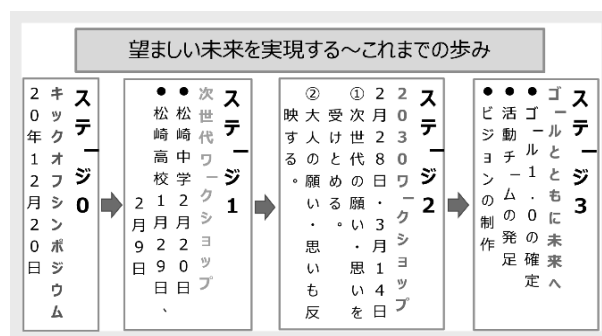 望ましい未来を実現する～これまでの歩み
ステージ0
キックオフシンポジウム
20年12月20日
ステージ1
次世代ワークショップ
●松崎中学2月20日
●松崎高校1月29日、
2月9日
ステージ2
2030ワークショップ
2月28日・3月14日
①次世代の願い・思いを
受けとめる。
②大人の願い・思いも反
映する。
ステージ3
ゴールとともに未来へ
●ゴール1.0の確定
●活動チームの発足
●ビジョンの制作